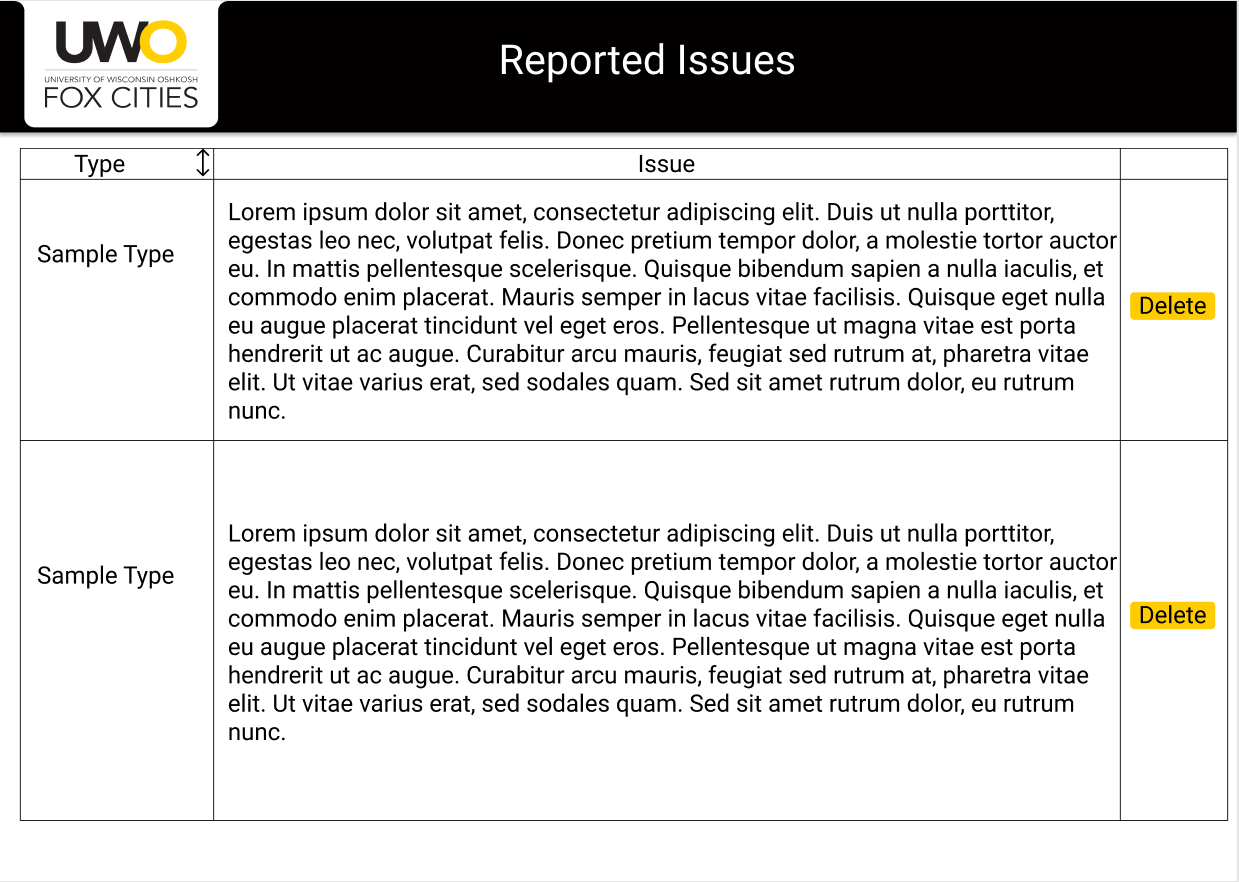 UWO
UNIVERSITY OF WISCONSIN OSHKOSH
FOX CITIES
Reported Issues
Type
Issue
Sample Type
Lorem ipsum dolor sit amet, consectetur adipiscing elit. Duis ut nulla porttitor,
egestas leo nec, volutpat felis. Donec pretium tempor dolor, a molestie tortor auctor
eu. In mattis pellentesque scelerisque. Quisque bibendum sapien a nulla iaculis, et
commodo enim placerat. Mauris semper in lacus vitae facilisis. Quisque eget nulla
eu augue placerat tincidunt vel eget eros. Pellentesque ut magna vitae est porta
hendrerit ut ac augue. Curabitur arcu mauris, feugiat sed rutrum at, pharetra vitae
elit. Ut vitae varius erat, sed sodales quam. Sed sit amet rutrum dolor, eu rutrum
nunc.
Delete
Sample Type
Lorem ipsum dolor sit amet, consectetur adipiscing elit. Duis ut nulla porttitor,
egestas leo nec, volutpat felis. Donec pretium tempor dolor, a molestie tortor auctor
eu. In mattis pellentesque scelerisque. Quisque bibendum sapien a nulla iaculis, et
commodo enim placerat. Mauris semper in lacus vitae facilisis. Quisque eget nulla
eu augue placerat tincidunt vel eget eros. Pellentesque ut magna vitae est porta
hendrerit ut ac augue. Curabitur arcu mauris, feugiat sed rutrum at, pharetra vitae
elit. Ut vitae varius erat, sed sodales quam. Sed sit amet rutrum dolor, eu rutrum
nunc.
Delete